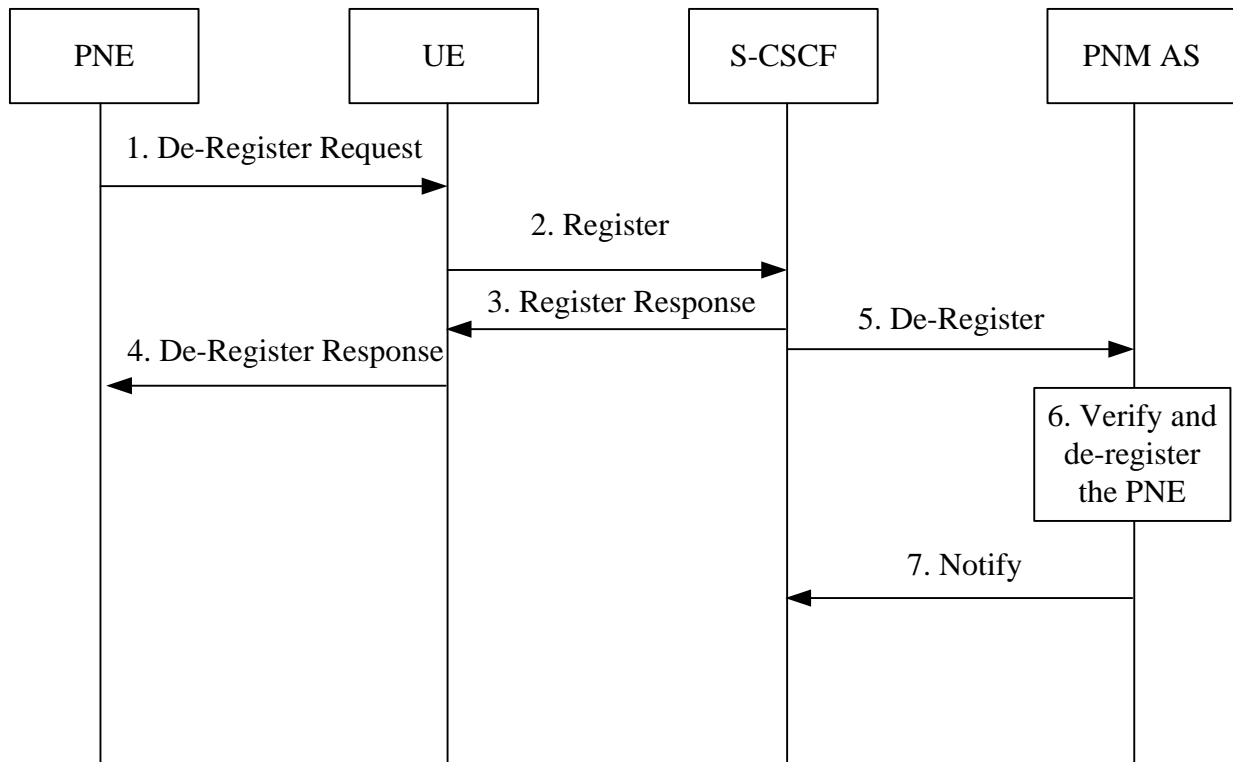 PNE
UE
S-CSCF
PNM AS
1. De-Register Request
2. Register
3. Register Response
5. De-Register
4. De-Register Response
6. Verify and
de-register
the PNE
7. Notify